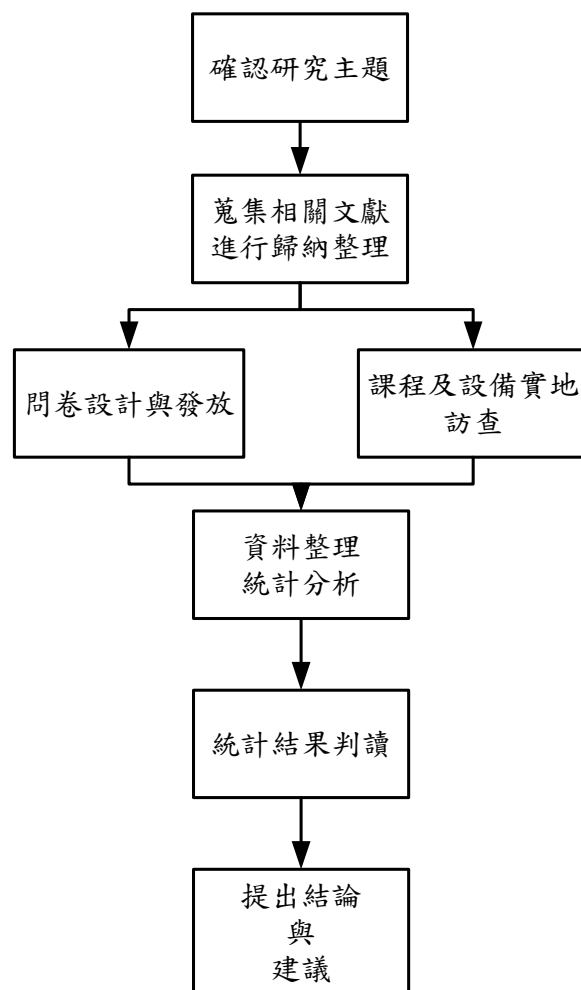 確認研究主題
蒐集相關文獻
進行歸納整理
問卷設計與發放
課程及設備實地
訪查
資料整理
統計分析
統計結果判讀
提出結論
與
建議